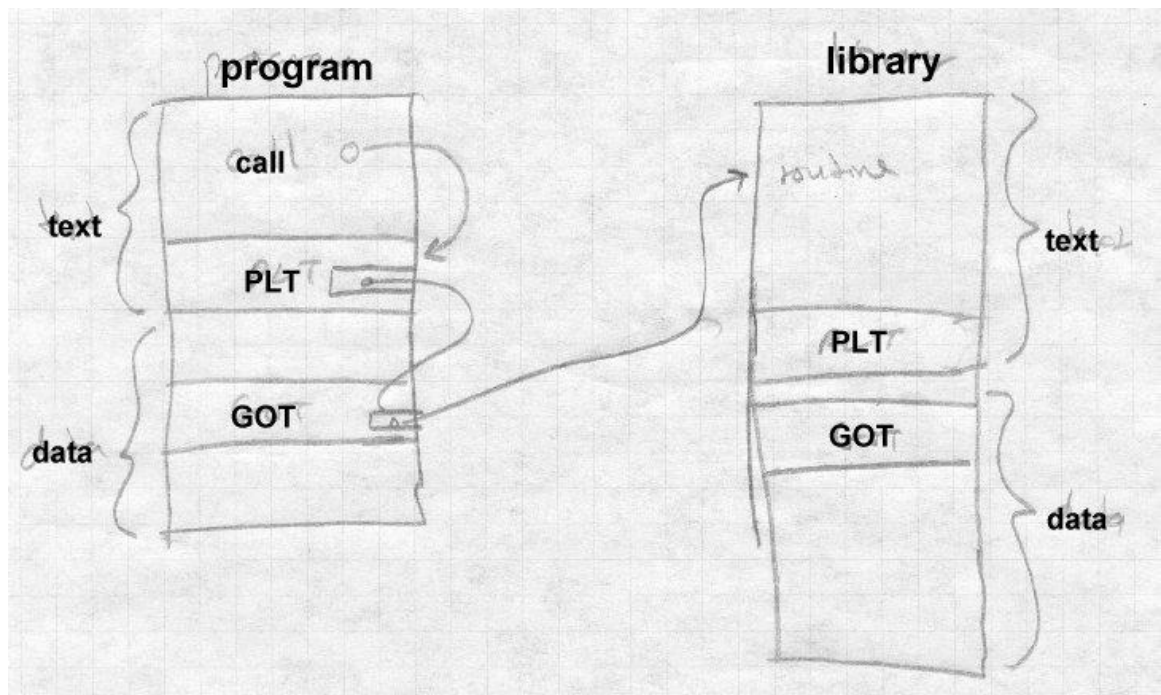 program
library
call
routine
text
text
PLT
PLT
GOT
GOT
data
data